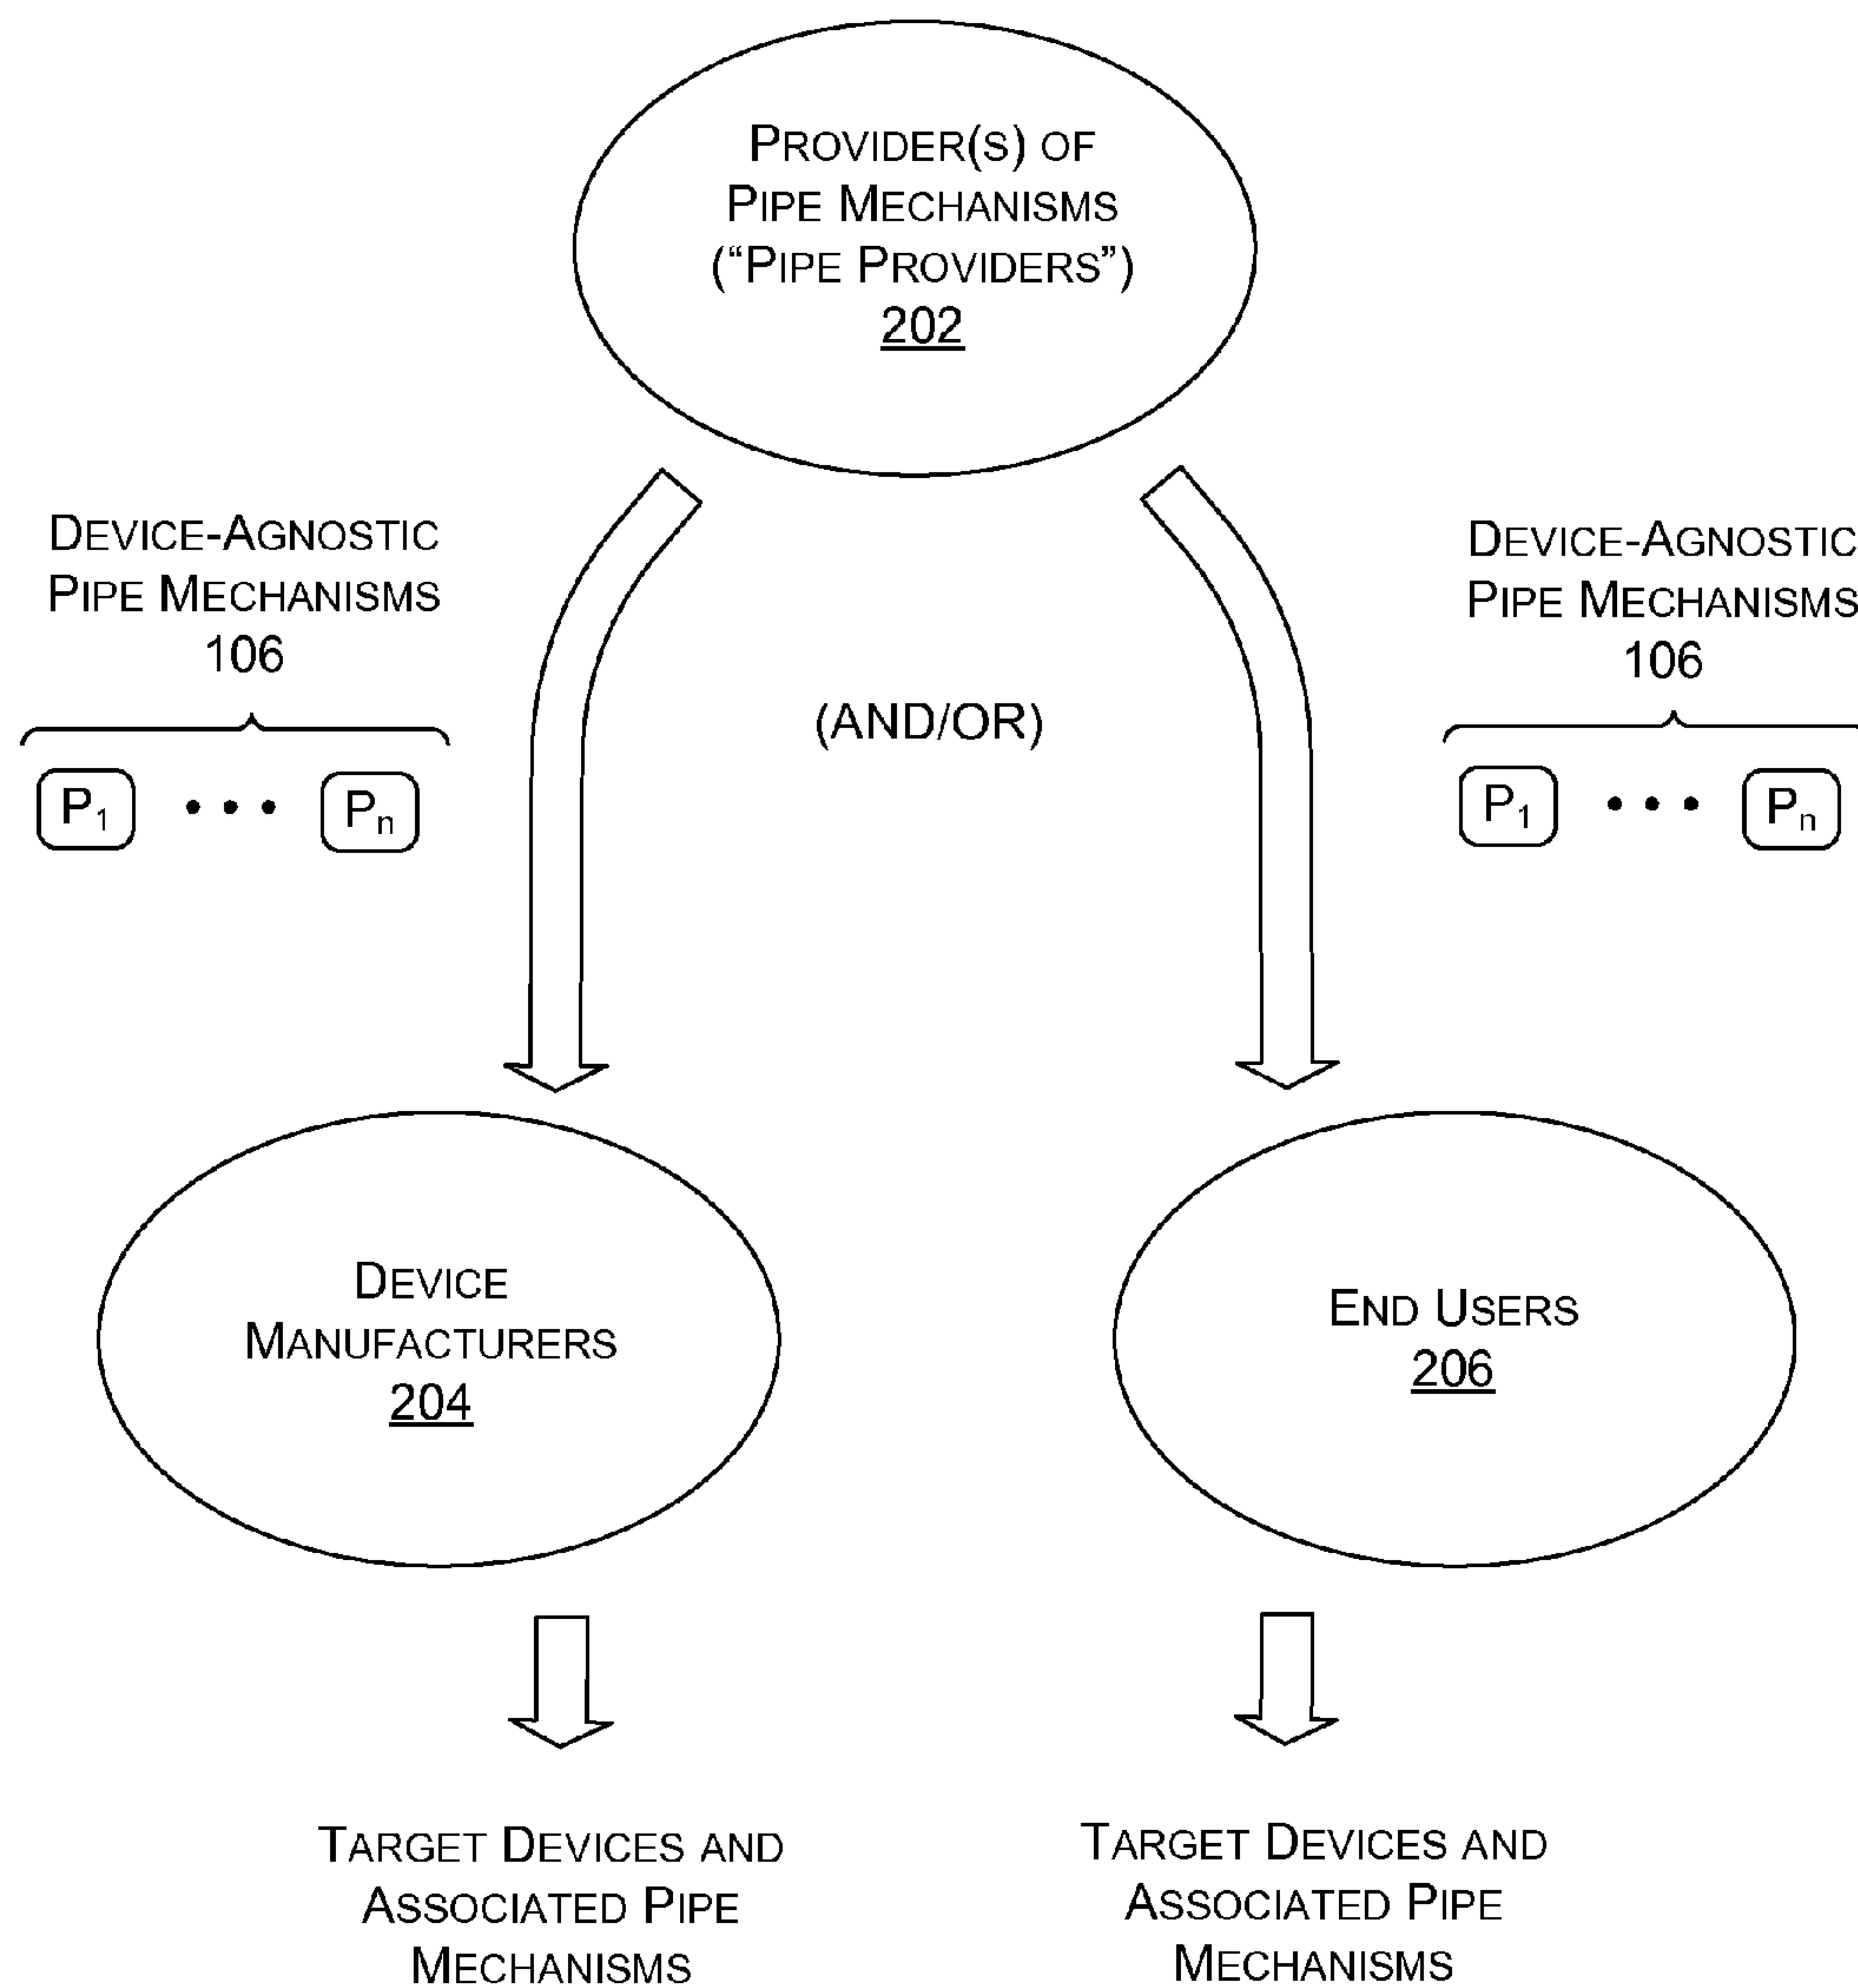 PROVIDER(S) OF
PIPE MECHANISMS
(“PIPE PROVIDERS”)
202
DEVICE-AGNOSTIC
PIPE MECHANISMS
106
P1 • • • Pn
(AND/OR)
DEVICE-AGNOSTIC
PIPE MECHANISMS
106
P1 • • • Pn
DEVICE
MANUFACTURERS
204
END USERS
206
TARGET DEVICES AND
ASSOCIATED PIPE
MECHANISMS
TARGET DEVICES AND
ASSOCIATED PIPE
MECHANISMS